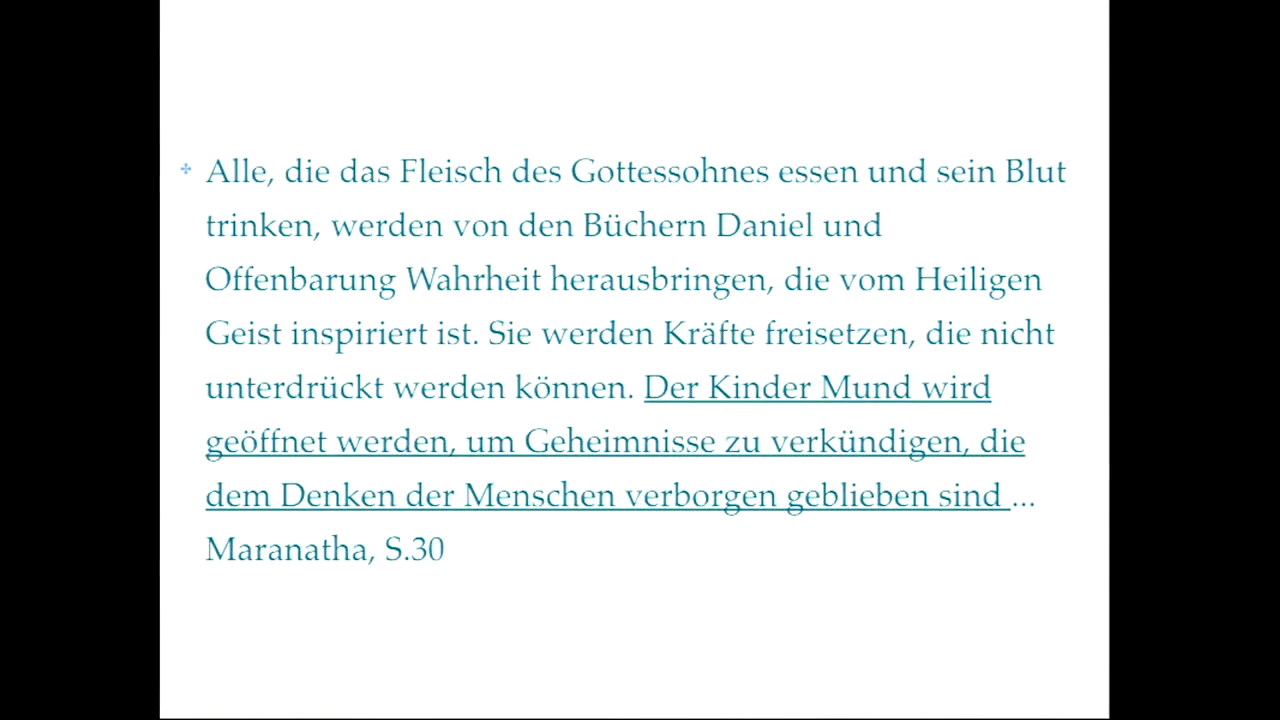 Alle, die das Fleisch des Gottessohnes essen und sein Blut
trinken, werden von den Büchern Daniel und
Offenbarung Wahrheit herausbringen, die vom Heiligen
Geist inspiriert ist. Sie werden Kräfte freisetzen, die nicht
unterdrückt werden können. Der Kinder Mund wird
geöffnet werden, um Geheimnisse zu verkündigen, die
dem Denken der Menschen verborgen geblieben sind ...
Maranatha, S.30